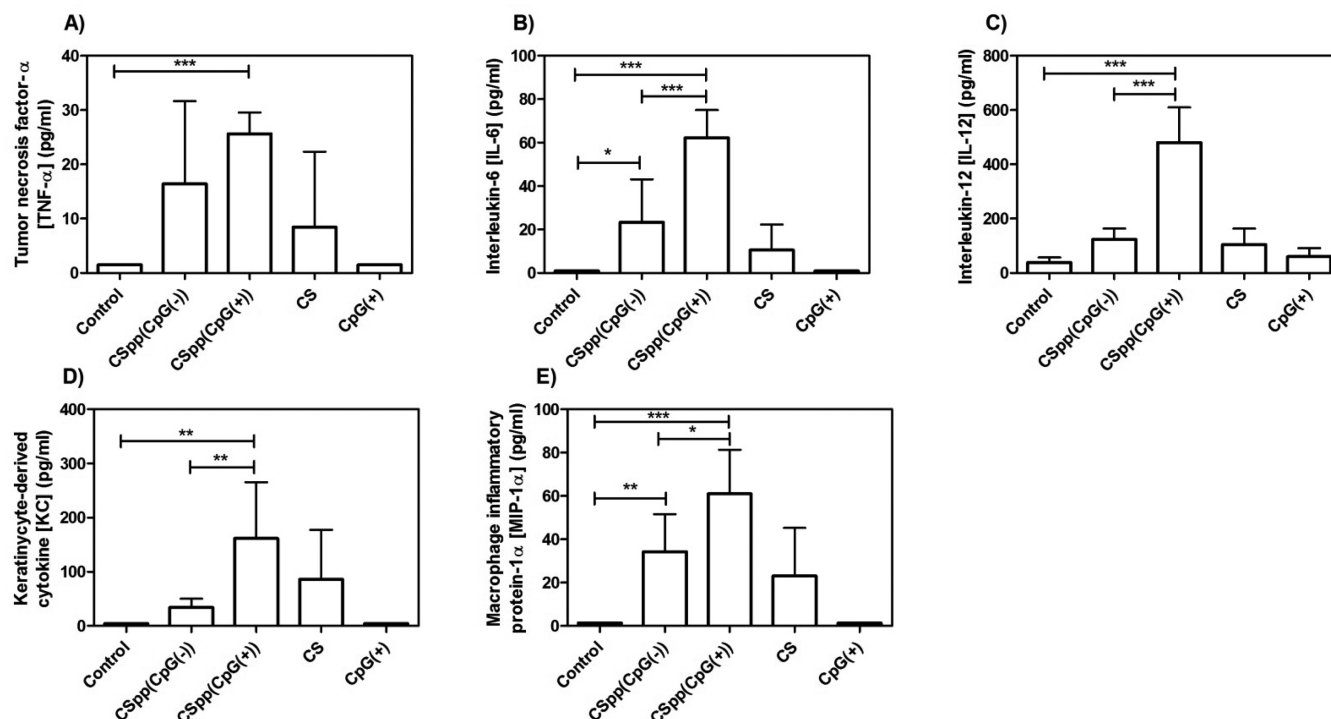 A)
Tumor necrosis factor-α
[TNF-α] (pg/ml)
40
30
20
10
0
***
Control
CSpp(CpG(-))
CSpp(CpG(+))
CS
CpG(+)
B)
Interleukin-6 [IL-6] (pg/ml)
100
80
60
40
20
0
***
***
*
Control
CSpp(CpG(-))
CSpp(CpG(+))
CS
CpG(+)
C)
Interleukin-12 [IL-12] (pg/ml)
800
600
400
200
0
***
***
Control
CSpp(CpG(-))
CSpp(CpG(+))
CS
CpG(+)
D)
Keratinycyte-derived
cytokine [KC] (pg/ml)
400
300
200
100
0
**
**
Control
CSpp(CpG(-))
CSpp(CpG(+))
CS
CpG(+)
E)
Macrophage inflammatory
protein-1α [MIP-1α] (pg/ml)
100
80
60
40
20
0
***
*
**
Control
CSpp(CpG(-))
CSpp(CpG(+))
CS
CpG(+)